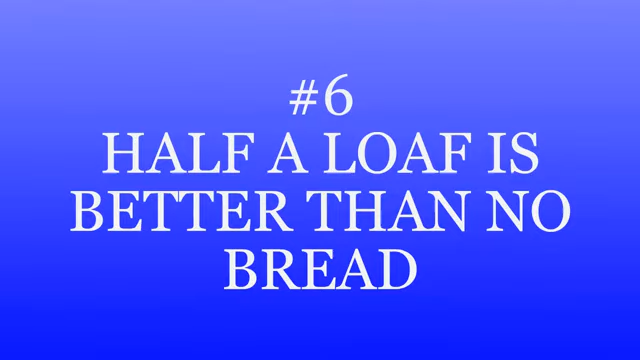 #6
HALF A LOAF IS
BETTER THAN NO
BREAD